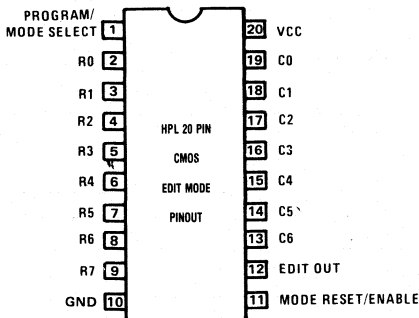 PROGRAM/
MODE SELECT 1 20 VCC
R0 2 19 C0
R1 3 18 C1
R2 4 17 C2
HPL 20 PIN
R3 5 16 C3
CMOS
R4 6 15 C4
EDIT MODE
R5 7 14 C5
PINOUT
R6 8 13 C6
R7 9 12 EDIT OUT
GND 10 11 MODE RESET/ENABLE